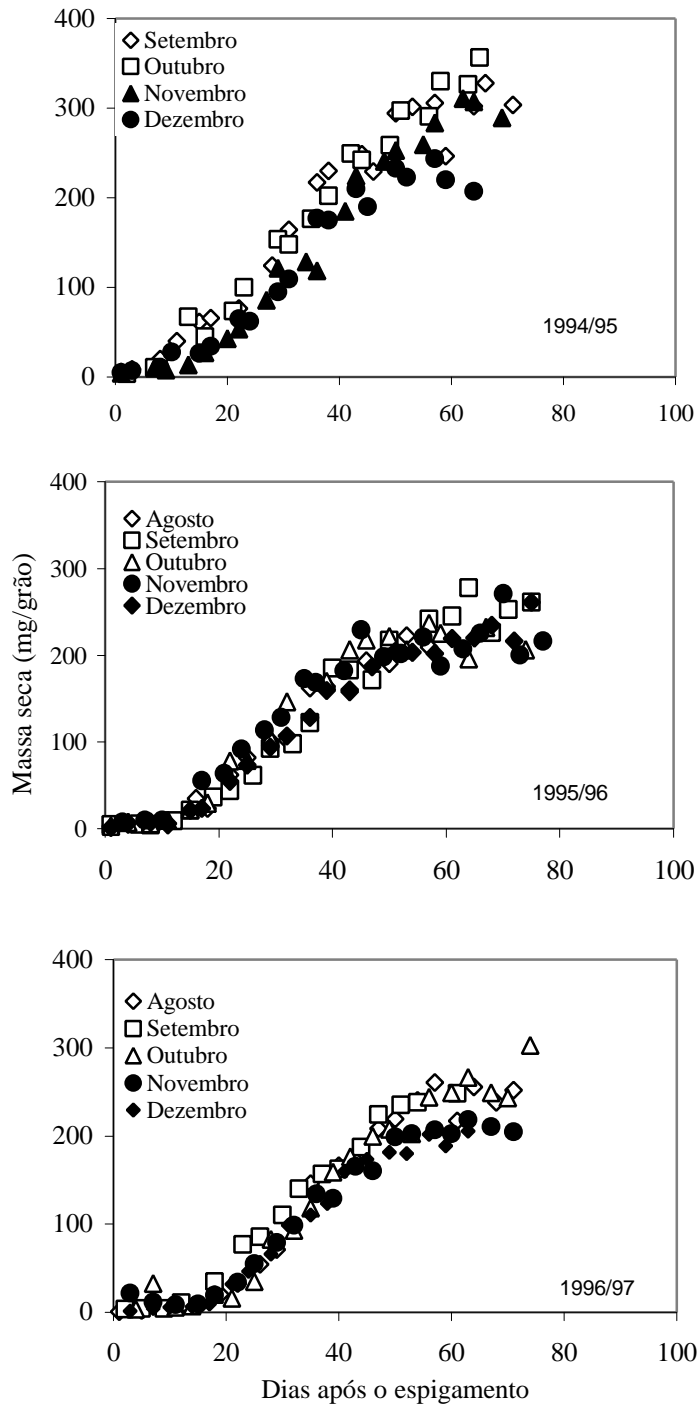 400
300
200
100
0
Setembro
Outubro
Novembro
Dezembro
1994/95
0 20 40 60 80 100
Massa seca (mg/grão)
400
300
200
100
0
Agosto
Setembro
Outubro
Novembro
Dezembro
1995/96
0 20 40 60 80 100
400
300
200
100
0
Agosto
Setembro
Outubro
Novembro
Dezembro
1996/97
0 20 40 60 80 100
Dias após o espigamento